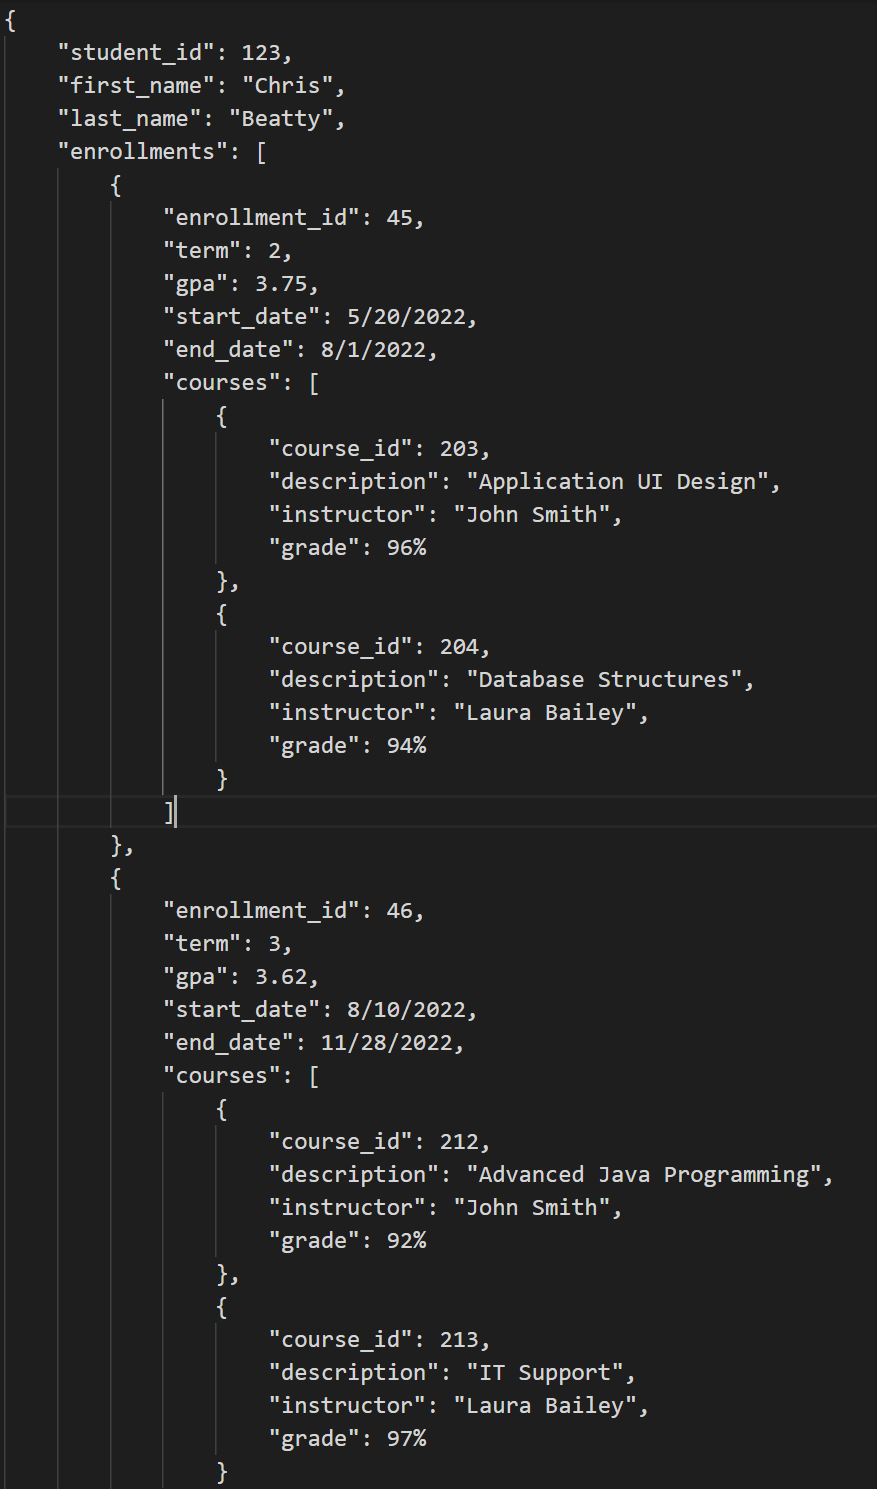 {
    "student_id": 123,
    "first_name": "Chris",
    "last_name": "Beatty",
    "enrollments": [
        {
            "enrollment_id": 45,
            "term": 2,
            "gpa": 3.75,
            "start_date": 5/20/2022,
            "end_date": 8/1/2022,
            "courses": [
                {
                    "course_id": 203,
                    "description": "Application UI Design",
                    "instructor": "John Smith",
                    "grade": 96%
                },
                {
                    "course_id": 204,
                    "description": "Database Structures",
                    "instructor": "Laura Bailey",
                    "grade": 94%
                }
            ]
        },
        {
            "enrollment_id": 46,
            "term": 3,
            "gpa": 3.62,
            "start_date": 8/10/2022,
            "end_date": 11/28/2022,
            "courses": [
                {
                    "course_id": 212,
                    "description": "Advanced Java Programming",
                    "instructor": "John Smith",
                    "grade": 92%
                },
                {
                    "course_id": 213,
                    "description": "IT Support",
                    "instructor": "Laura Bailey",
                    "grade": 97%
                }